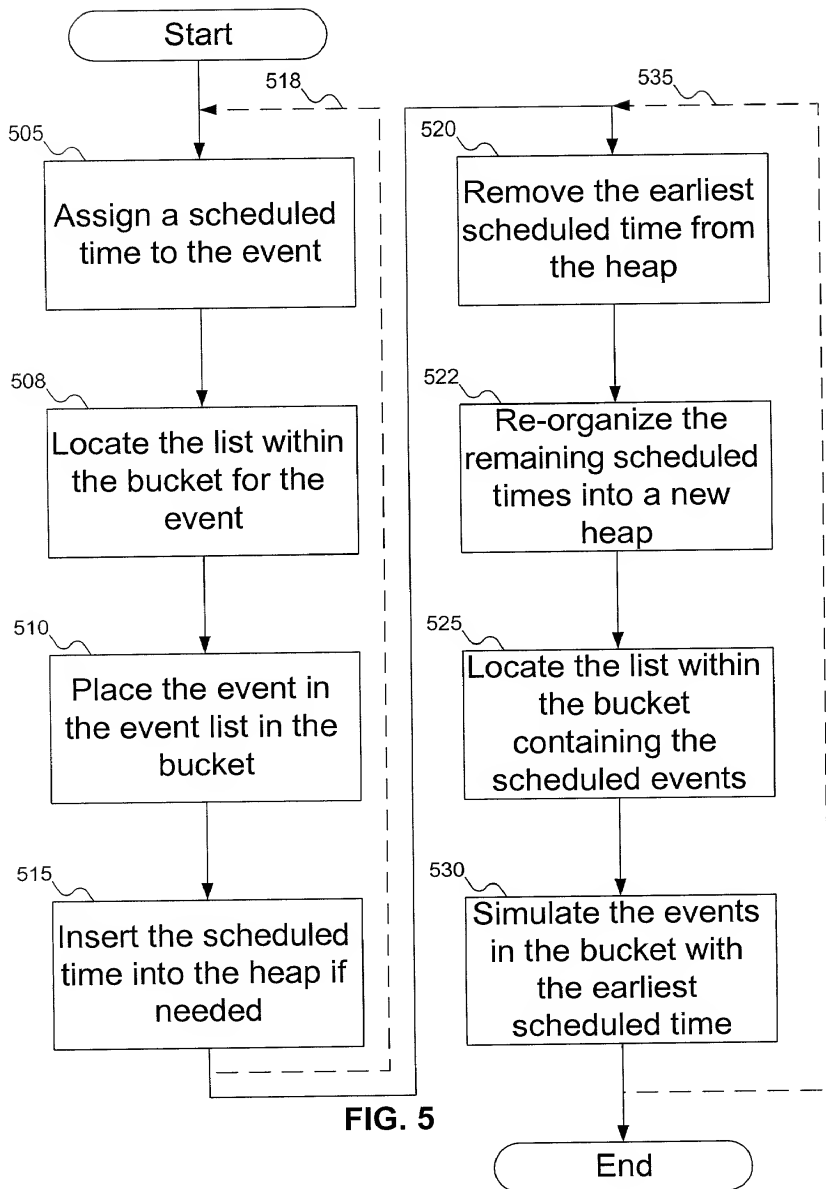 Start
518
505
Assign a scheduled
time to the event
508
Locate the list within
the bucket for the
event
510
Place the event in
the event list in the
bucket
515
Insert the scheduled
time into the heap if
needed
535
520
Remove the earliest
scheduled time from
the heap
522
Re-organize the
remaining scheduled
times into a new
heap
525
Locate the list within
the bucket
containing the
scheduled events
530
Simulate the events
in the bucket with
the earliest
scheduled time
End
FIG. 5